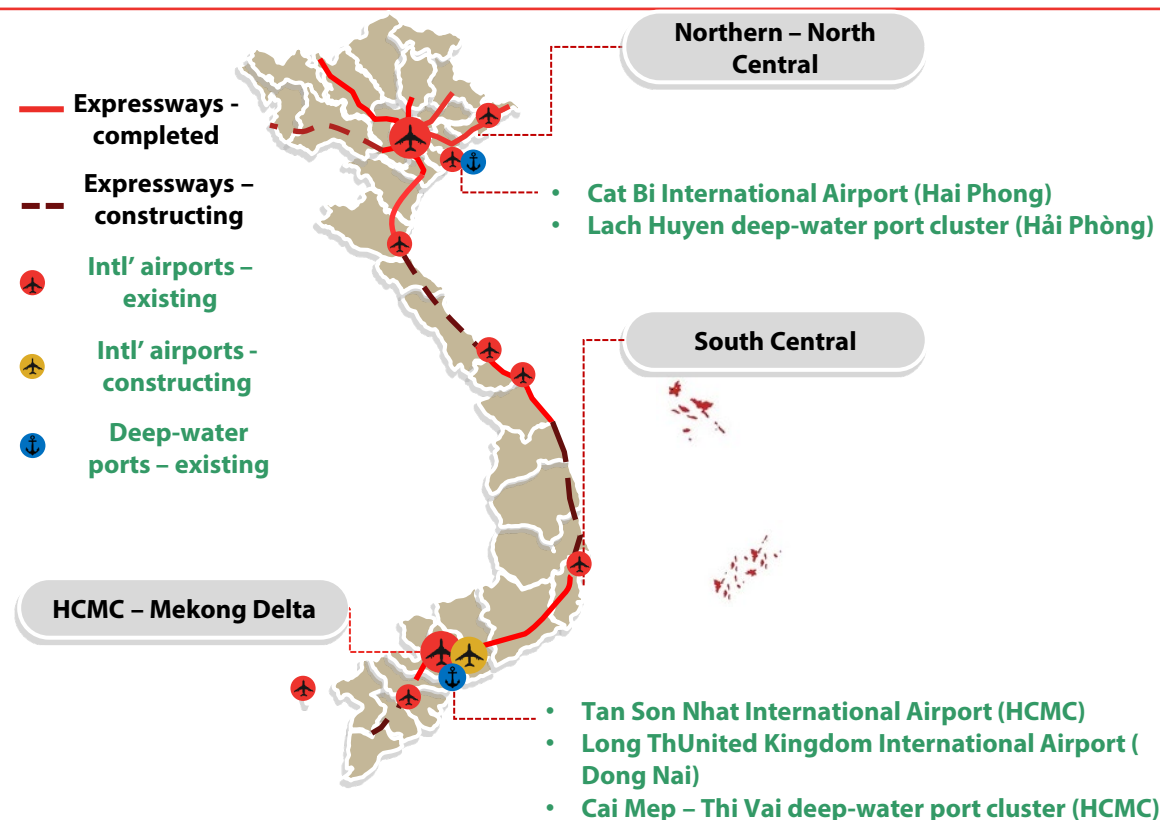 Northern – North
Central
Expressways -
completed
Expressways –
constructing
Intl’ airports –
existing
Intl’ airports -
constructing
Deep-water
ports – existing
• Cat Bi International Airport (Hai Phong)
• Lach Huyen deep-water port cluster (Hải Phòng)
South Central
HCMC – Mekong Delta
• Tan Son Nhat International Airport (HCMC)
• Long ThUnited Kingdom International Airport (
Dong Nai)
• Cai Mep – Thi Vai deep-water port cluster (HCMC)